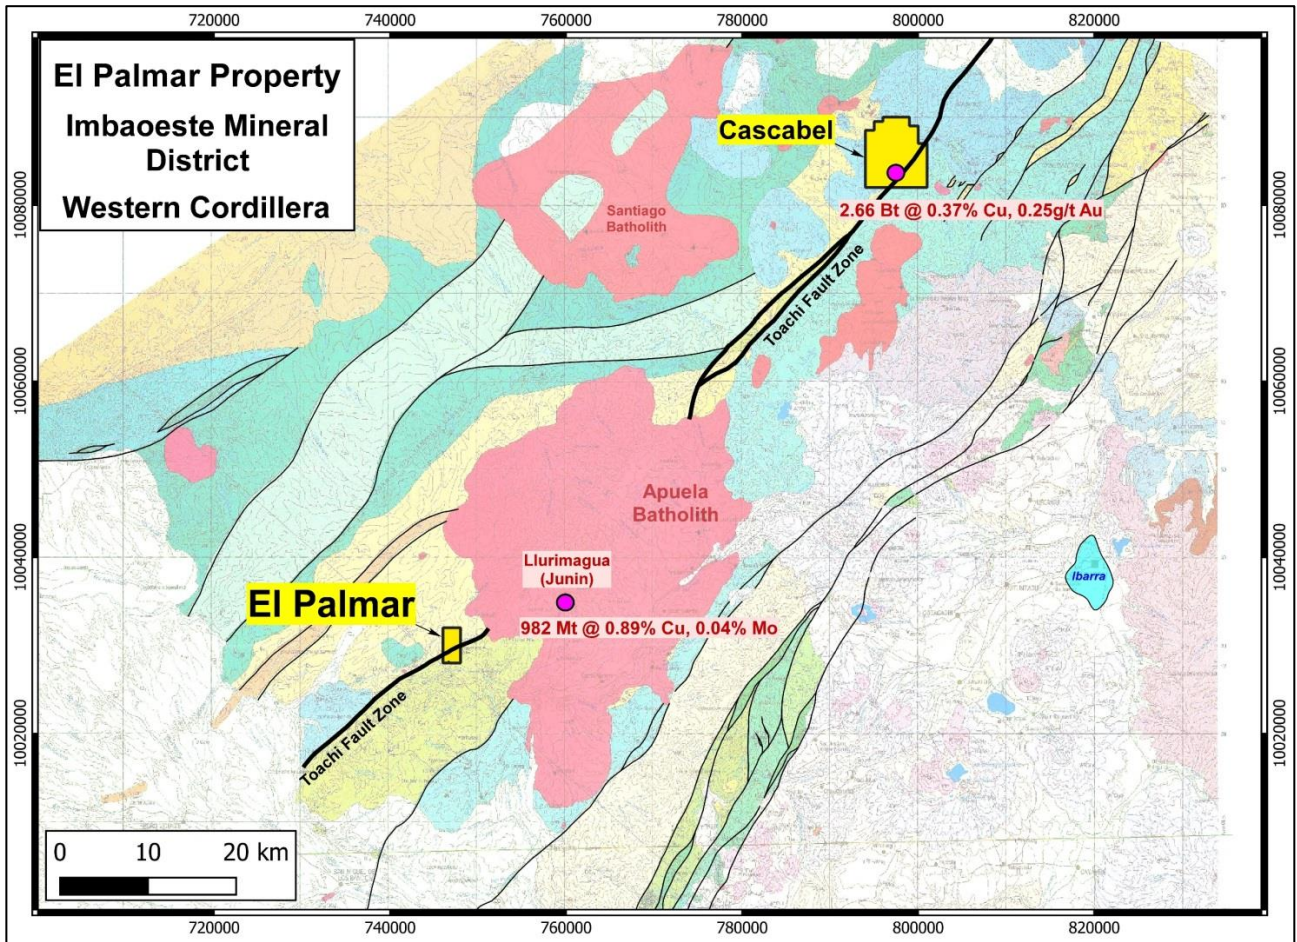 720000 740000 760000 780000 800000 820000
El Palmar Property
Imbaoeste Mineral
District
Western Cordillera
Cascabel
2.66 Bt @ 0.37% Cu, 0.25g/t Au
Santiago
Batholith
Toachi Fault Zone
Apuela
Batholith
Llurimagua
(Junin)
982 Mt @ 0.89% Cu, 0.04% Mo
El Palmar
Toachi Fault Zone
Ibarra
10080000
10060000
10040000
10020000
10080000
10060000
10040000
10020000
0 10 20 km
720000 740000 760000 780000 800000 820000